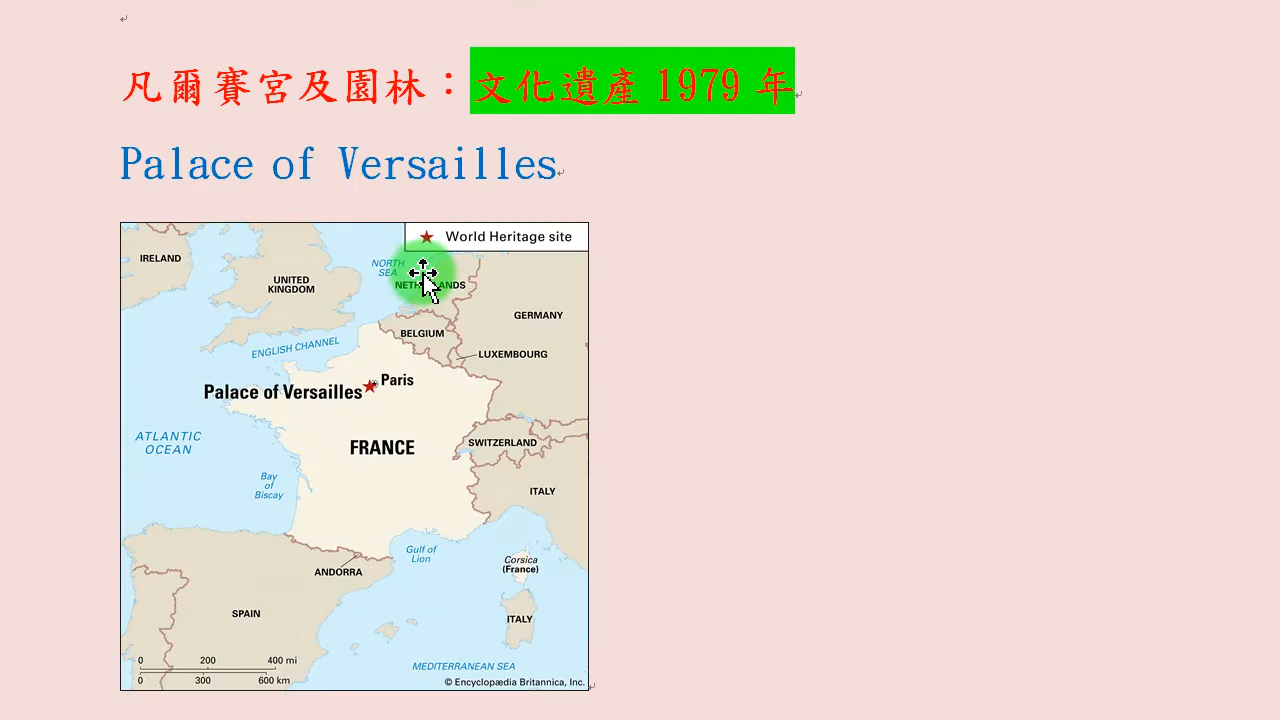 凡爾賽宮及園林：文化遺產 1979 年
Palace of Versailles
World Heritage site
IRELAND
UNITED
KINGDOM
NORTH
SEA
GERMANY
BELGIUM
LUXEMBOURG
ENGLISH CHANNEL
Paris
Palace of Versailles
ATLANTIC
OCEAN
FRANCE
SWITZERLAND
Bay
of
Biscay
ITALY
Gulf of
Lion
Corsica
(France)
ANDORRA
SPAIN
ITALY
0 200 400 mi
0 300 600 km
MEDITERRANEAN SEA
© Encyclopædia Britannica, Inc.